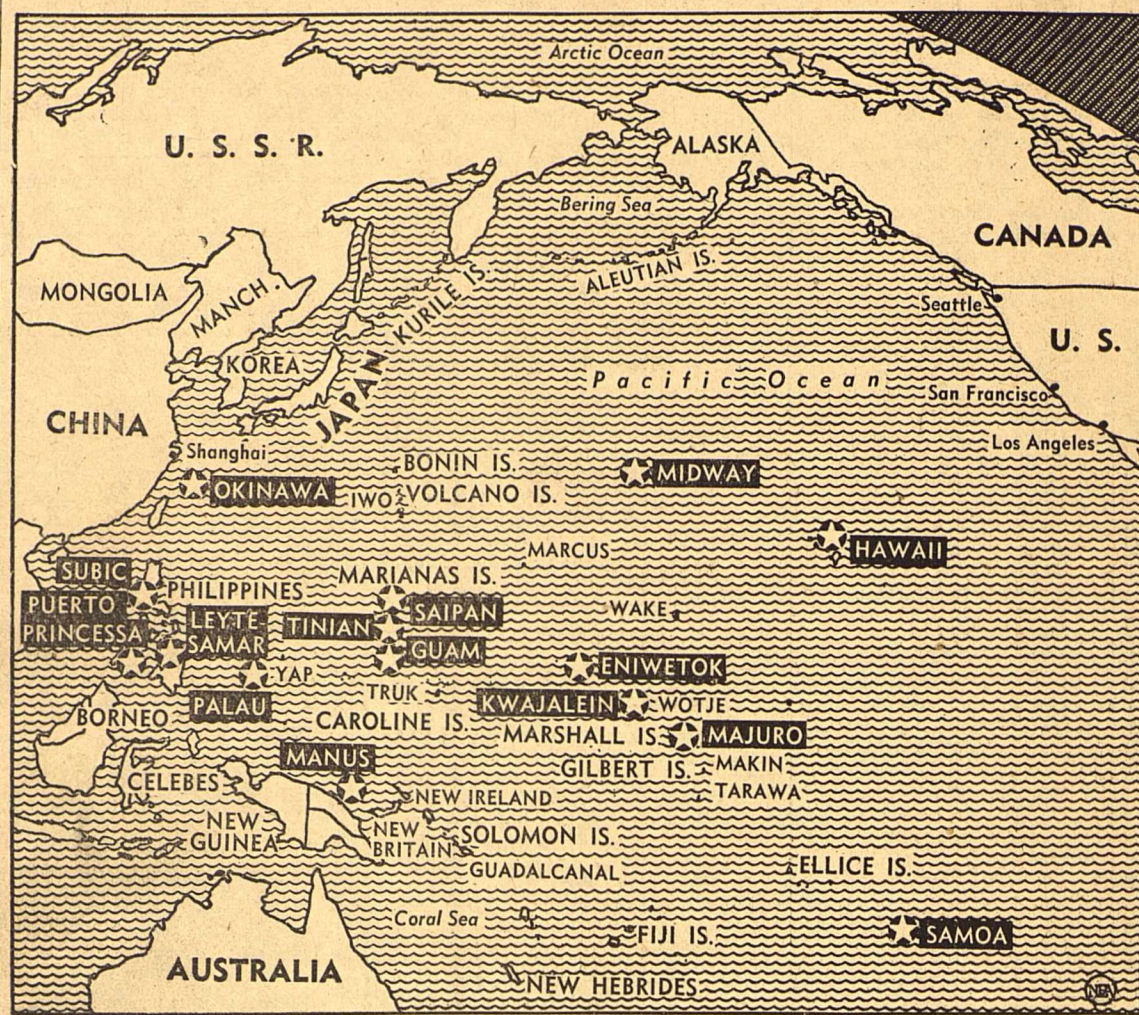 Arctic Ocean
U. S. S. R.
ALASKA
Bering Sea
CANADA
MONGOLIA
MANCH.
KURILE IS.
ALEUTIAN IS.
Seattle
U. S.
KOREA
JAPAN
Pacific Ocean
San Francisco
CHINA
Los Angeles
Shanghai
BONIN IS.
MIDWAY
OKINAWA
IWO
VOLCANO IS.
HAWAII
MARCUS
SUBIC
PHILIPPINES
MARIANAS IS.
PUERTO
PRINCESSA
LEYTE-
SAMAR
TINIAN
SAIPAN
WAKE
GUAM
YAP
ENIWETOK
PALAU
TRUK
KWAJALEIN
WOTJE
BORNEO
CAROLINE IS.
MARSHALL IS.
MAJURO
MANUS
GILBERT IS.
MAKIN
CELEBES
NEW IRELAND
TARAWA
NEW
GUINEA
NEW
BRITAIN
SOLOMON IS.
GUADALCANAL
ELLICE IS.
Coral Sea
FIJI IS.
SAMOA
AUSTRALIA
NEW HEBRIDES
NEA